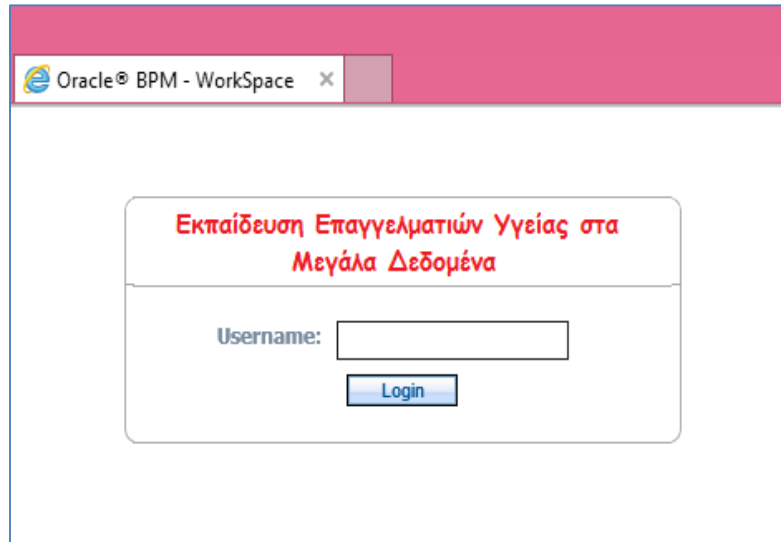 Oracle® BPM - WorkSpace
Εκπαίδευση Επαγγελματιών Υγείας στα
Μεγάλα Δεδομένα
Username:
Login